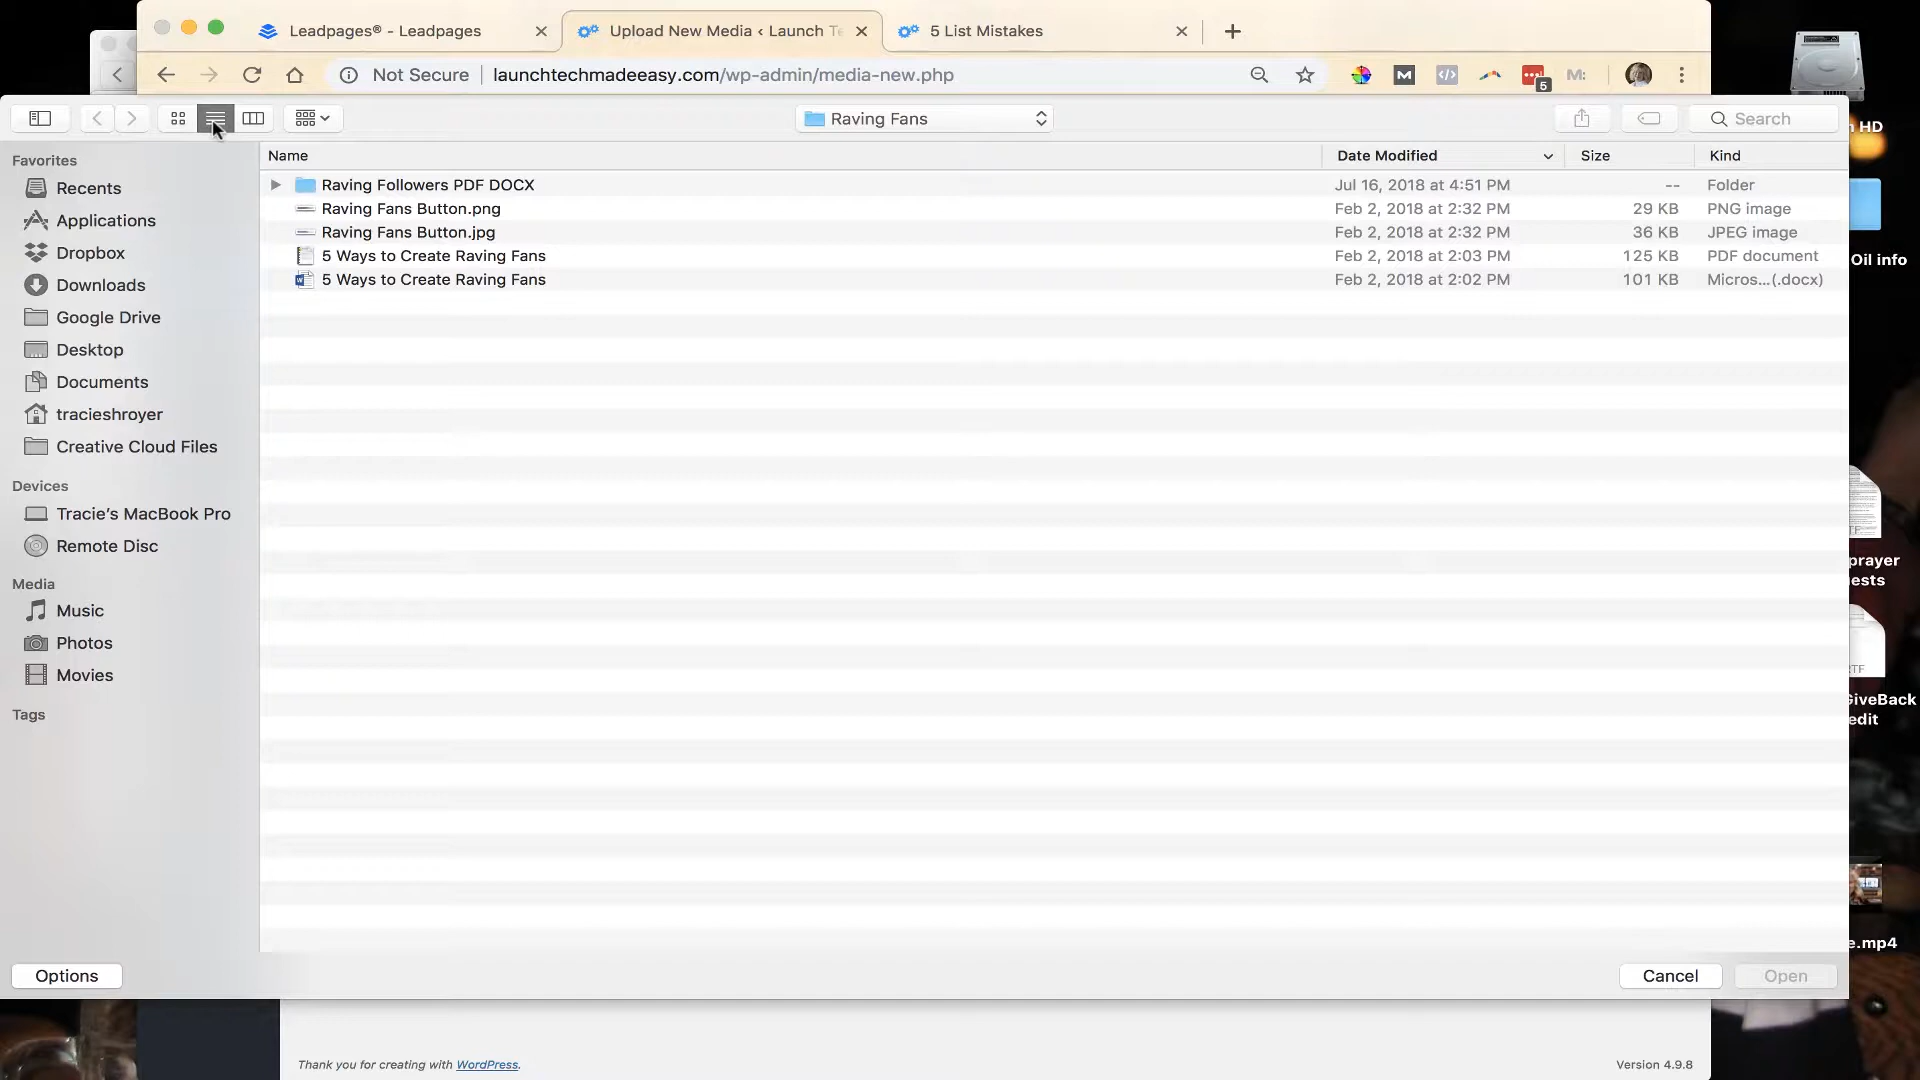 Leadpages® - Leadpages
Upload New Media ‹ Launch Te
5 List Mistakes
Not Secure
launchtechmadeeasy.com/wp-admin/media-new.php
5
M
M:
Raving Fans
Search
HD
Favorites
Name
Date Modified
Size
Kind
Recents
Raving Followers PDF DOCX
Jul 16, 2018 at 4:51 PM
--
Folder
Applications
Raving Fans Button.png
Feb 2, 2018 at 2:32 PM
29 KB
PNG image
Raving Fans Button.jpg
Feb 2, 2018 at 2:32 PM
36 KB
JPEG image
Dropbox
5 Ways to Create Raving Fans
Feb 2, 2018 at 2:03 PM
125 KB
PDF document
Oil info
Downloads
5 Ways to Create Raving Fans
Feb 2, 2018 at 2:02 PM
101 KB
Micros...(.docx)
Google Drive
Desktop
Documents
tracieshroyer
Creative Cloud Files
Devices
Tracie's MacBook Pro
Remote Disc
prayer
ests
Media
Music
Photos
Movies
TF
GiveBack
edit
Tags
e.mp4
Options
Cancel
Open
Thank you for creating with WordPress.
Version 4.9.8